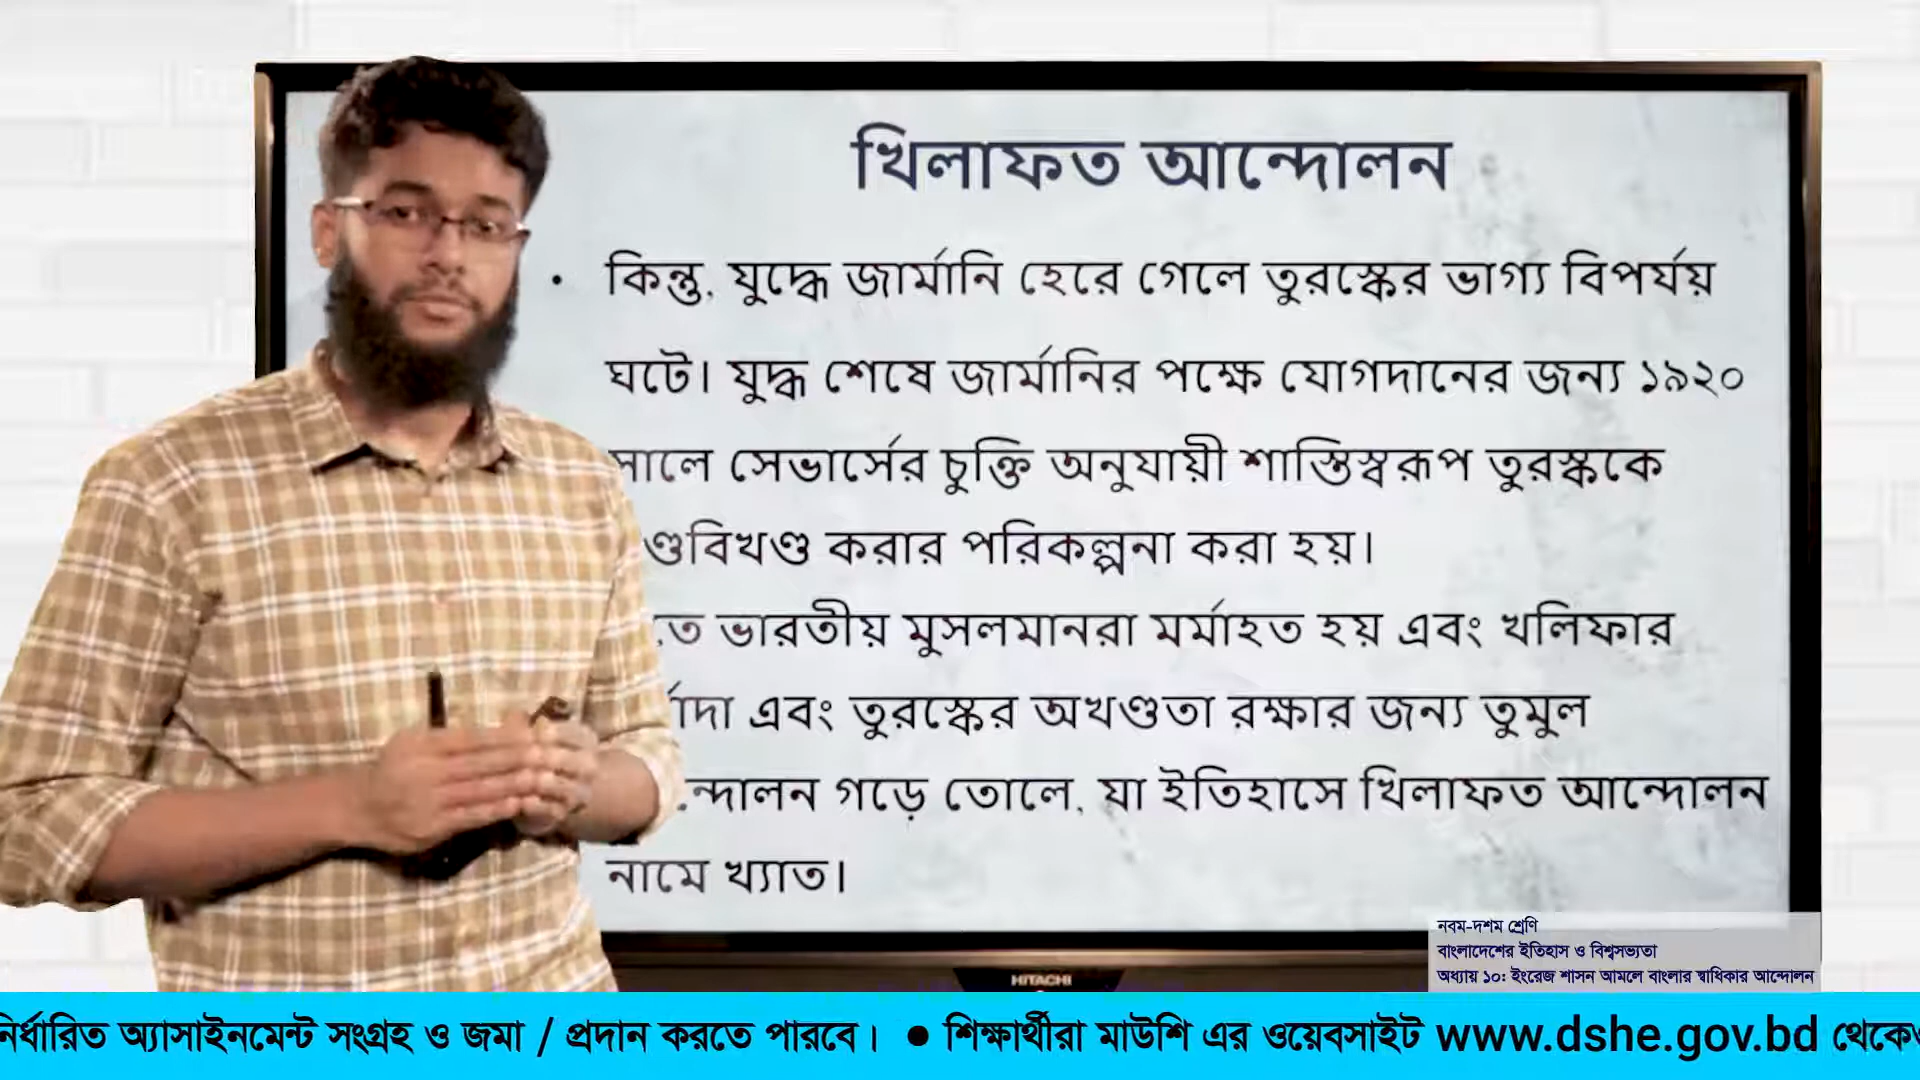 খিলাফত আন্দোলন
• কিন্তু, যুদ্ধে জার্মানি হেরে গেলে তুরস্কের ভাগ্য বিপর্যয়
ঘটে। যুদ্ধ শেষে জার্মানির পক্ষে যোগদানের জন্য ১৯২০
সালে সেভার্সের চুক্তি অনুযায়ী শাস্তিস্বরূপ তুরস্ককে
করার পরিকল্পনা করা হয়।
ভারতীয় মুসলমানরা মর্মাহত হয় এবং খলিফার
এবং তুরস্কের অখণ্ডতা রক্ষার জন্য তুমুল
গড়ে তোলে, যা ইতিহাসে খিলাফত আন্দোলন
নামে খ্যাত।
নবম-দশম শ্রেণি
বাংলাদেশের ইতিহাস ও বিশ্বসভ্যতা
অধ্যায় ১০: ইংরেজ শাসন আমলে বাংলার স্বাধিকার আন্দোলন
HITACHI
নির্ধারিত অ্যাসাইনমেন্ট সংগ্রহ ও জমা / প্রদান করতে পারবে। ● শিক্ষার্থীরা মাউশি এর ওয়েবসাইট www.dshe.gov.bd